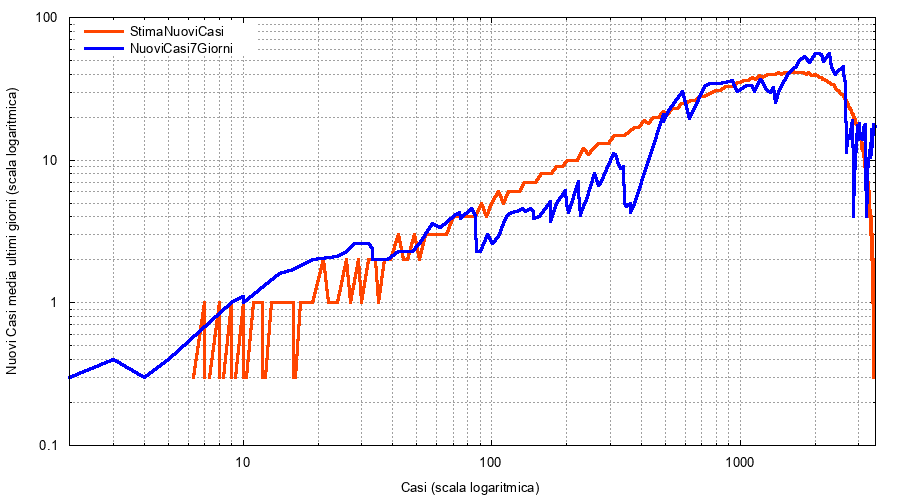 100
StimaNuoviCasi
NuoviCasi7Giorni
10
1
0.1
Nuovi Casi media ultimi giorni (scala logaritmica)
10
100
1000
Casi (scala logaritmica)